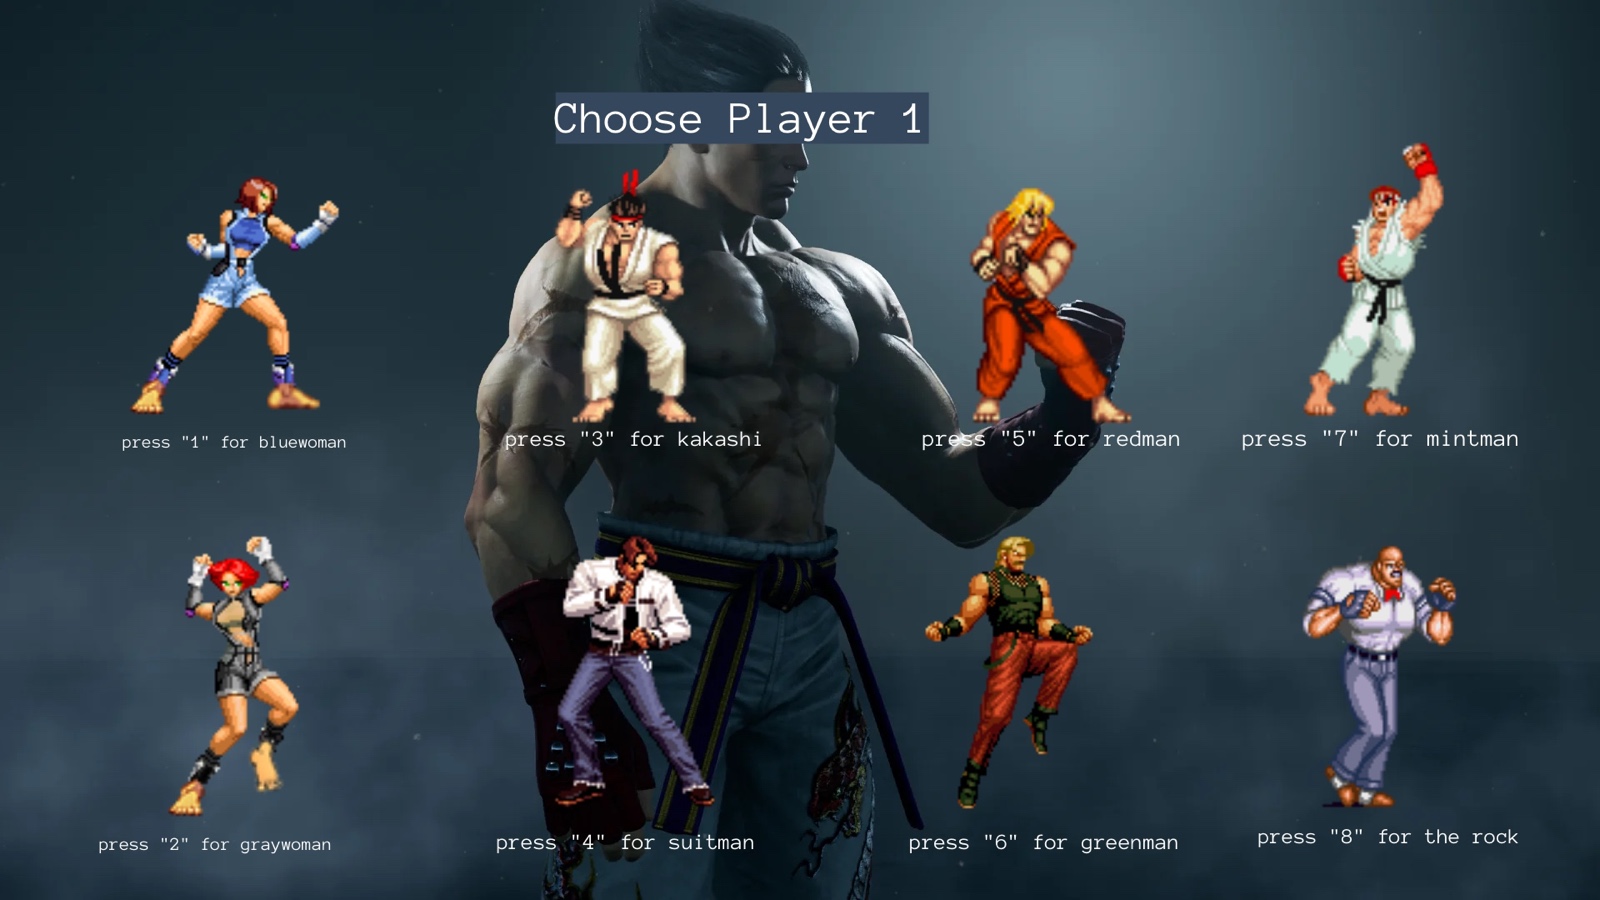 Choose Player 1
press "1" for bluewoman
press "3" for kakashi
press "5" for redman
press "7" for mintman
press "2" for graywoman
press "4" for suitman
press "6" for greenman
press "8" for the rock